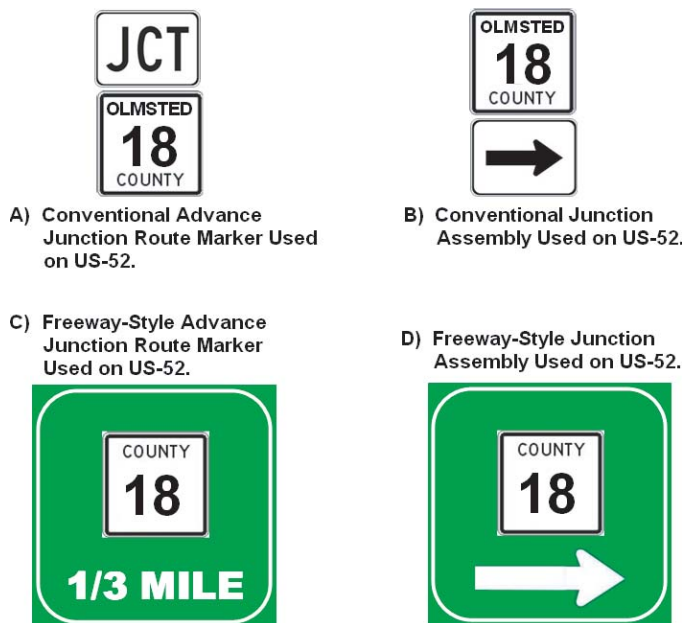 JCT
OLMSTED
18
COUNTY
A) Conventional Advance
Junction Route Marker Used
on US-52.
OLMSTED
18
COUNTY
B) Conventional Junction
Assembly Used on US-52.
C) Freeway-Style Advance
Junction Route Marker
Used on US-52.
COUNTY
18
1/3 MILE
D) Freeway-Style Junction
Assembly Used on US-52.
COUNTY
18